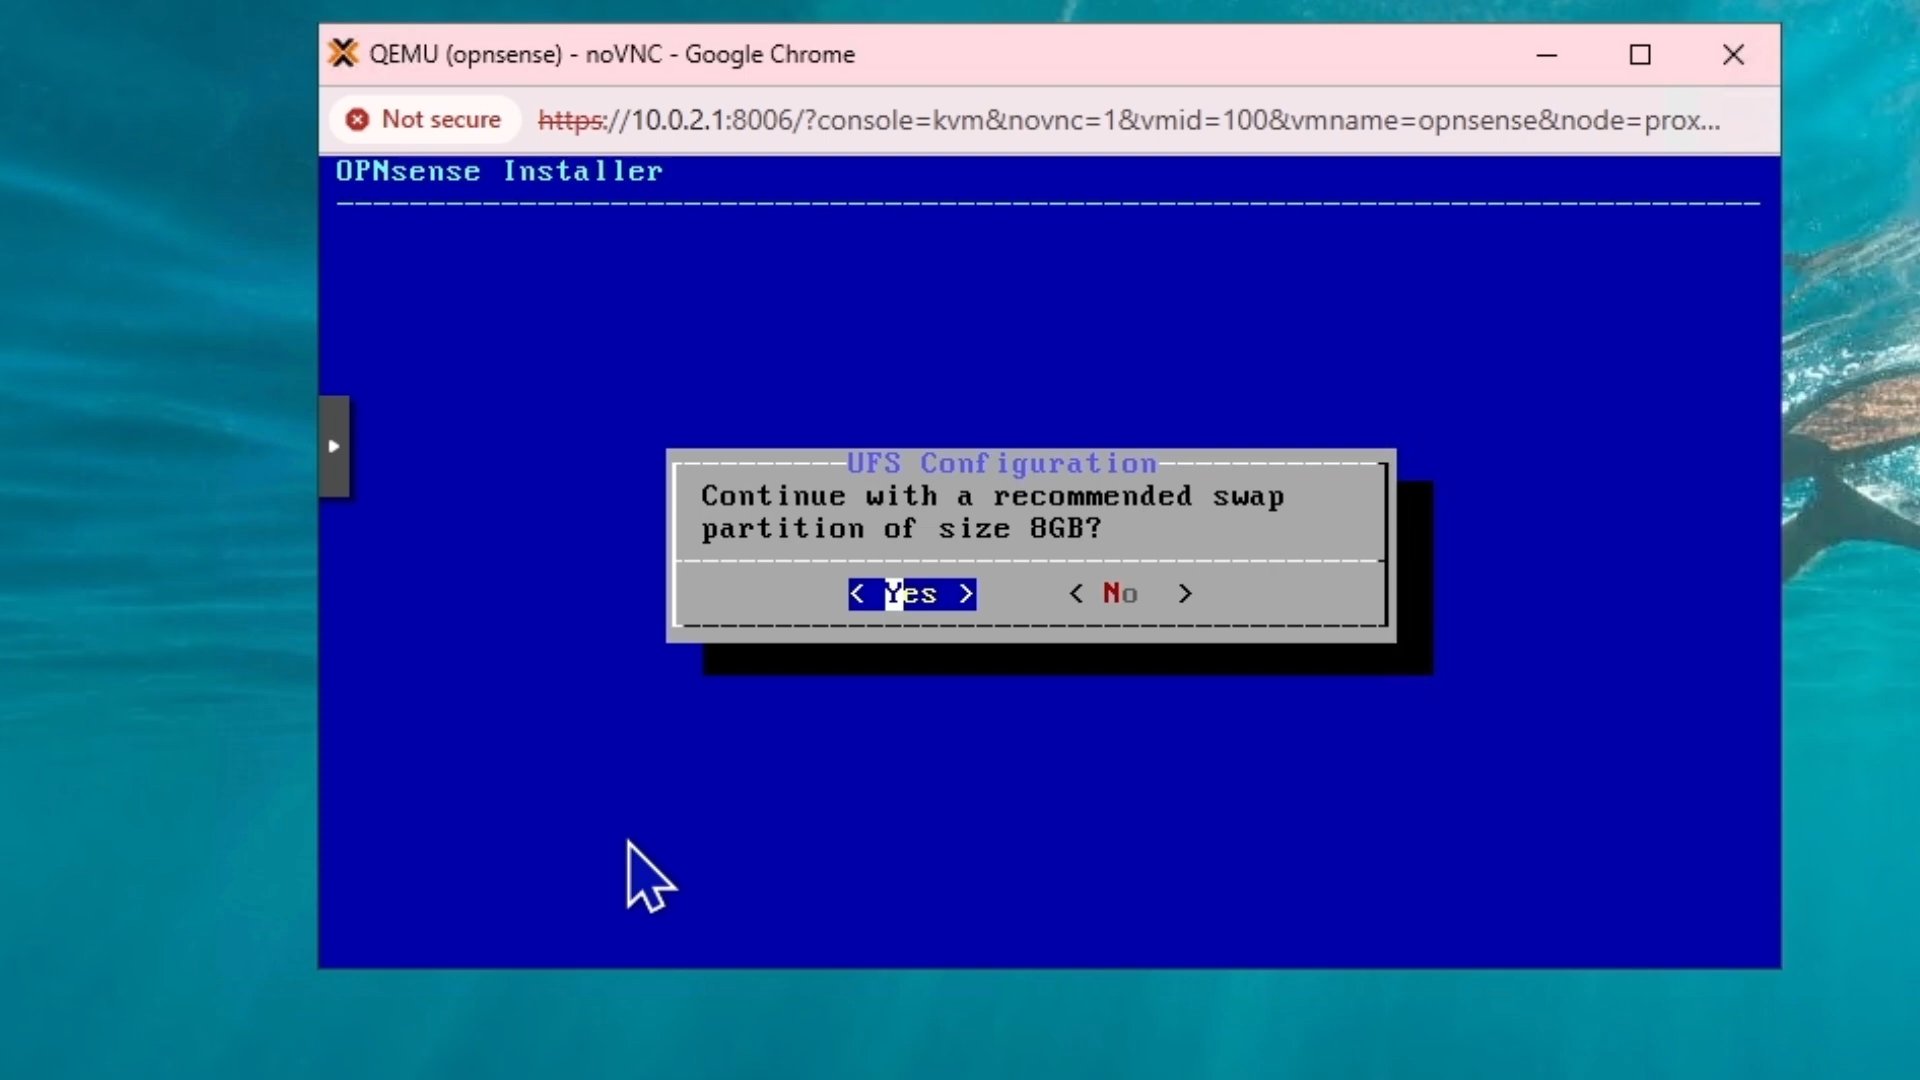 QEMU (opnsense) - noVNC - Google Chrome
Not secure
https://10.0.2.1:8006/?console=kvm&novnc=1&vmid=100&vmname=opnsense&node=prox...
OPNsense Installer
UFS Configuration
Continue with a recommended swap
partition of size 8GB?
< Yes > < No >